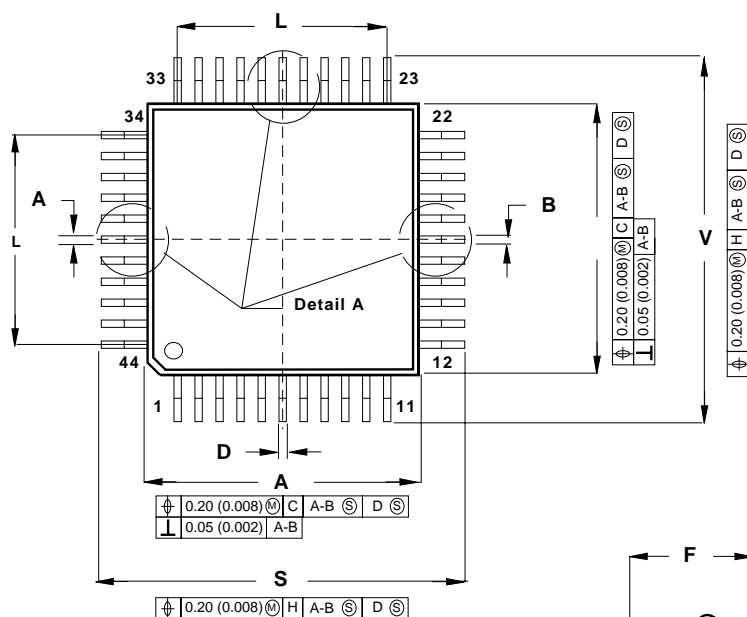 L
33
23
34
22
A
B
L
V
Detail A
44
12
1
11
D
A
⌖ 0.20 (0.008) Ⓜ C A-B Ⓢ D Ⓢ
⊥ 0.05 (0.002) A-B
S
⌖ 0.20 (0.008) Ⓜ H A-B Ⓢ D Ⓢ
⌖ 0.20 (0.008) Ⓜ C A-B Ⓢ D Ⓢ
⊥ 0.05 (0.002) A-B
⌖ 0.20 (0.008) Ⓜ H A-B Ⓢ D Ⓢ
F